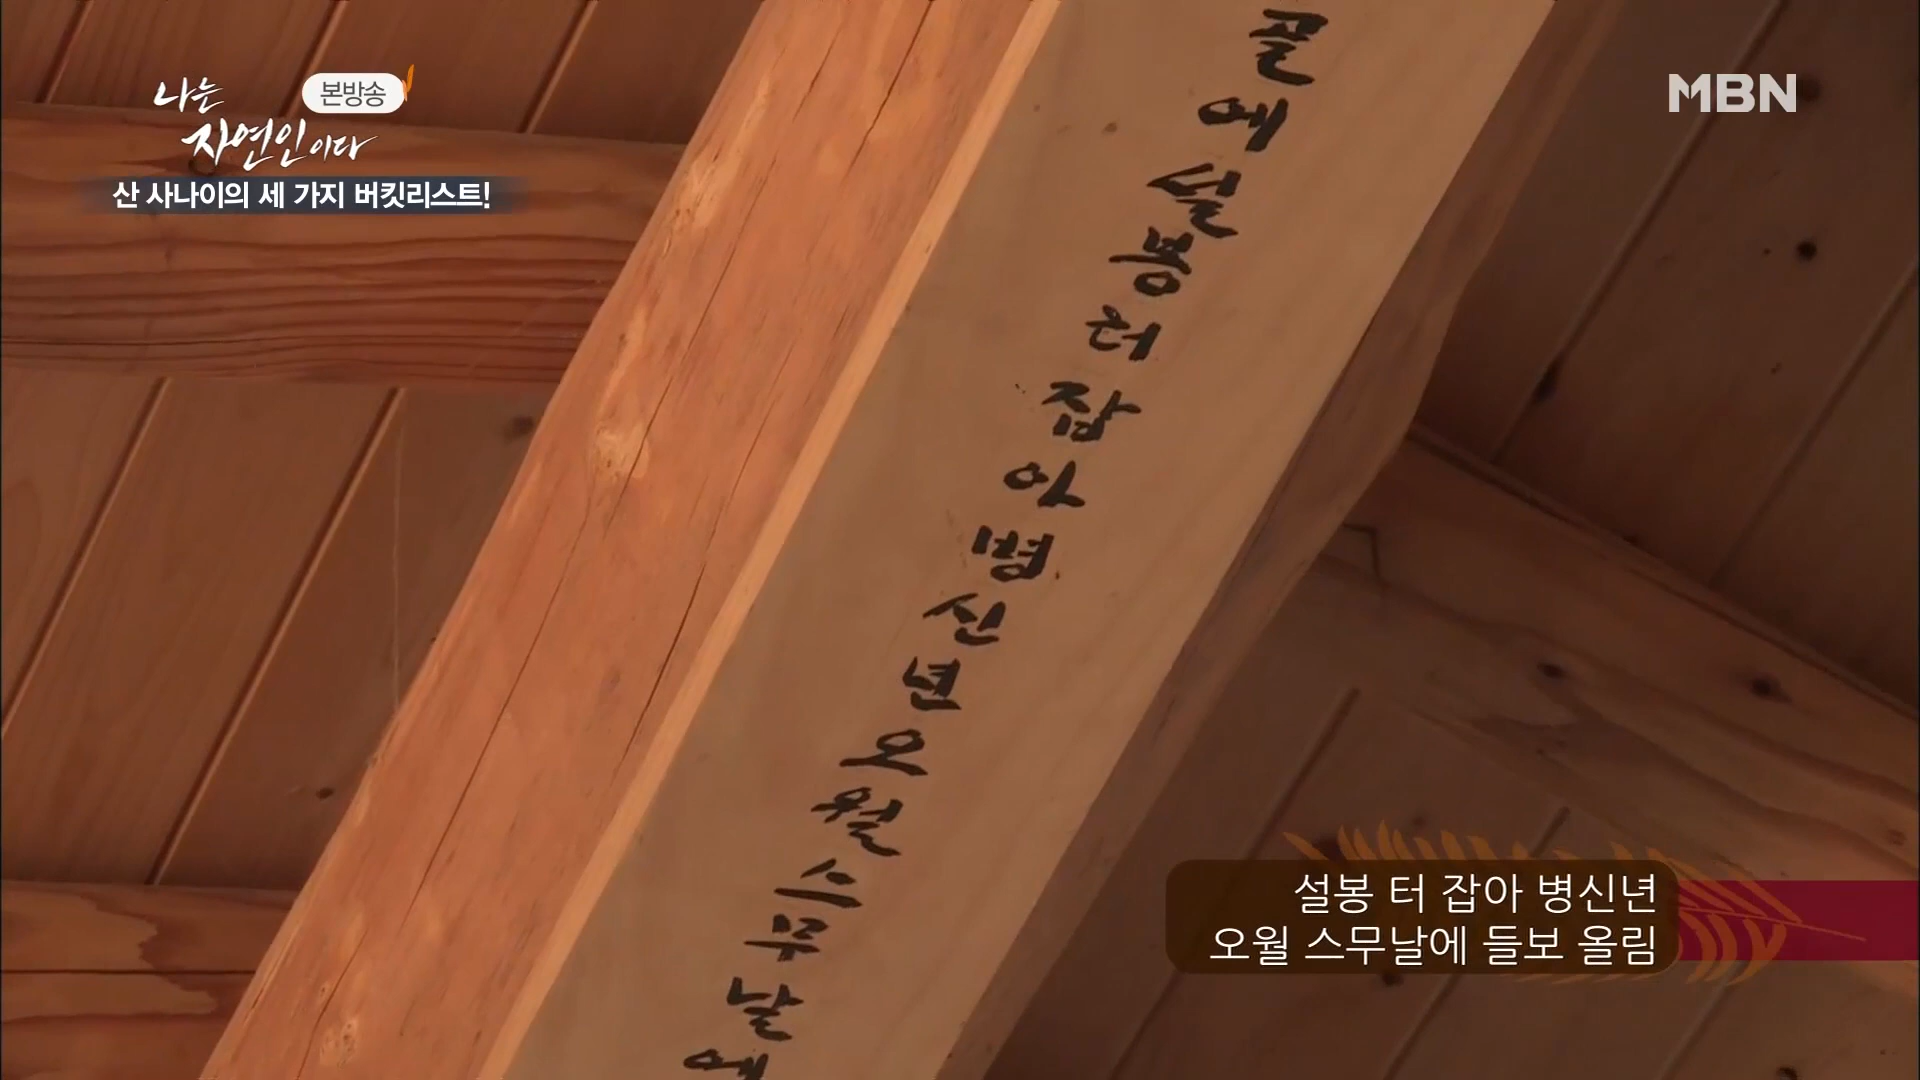 나는 본방송
자연인이다
산 사나이의 세 가지 버킷리스트!
MBN
골에설봉터잡아병신년오월스무날에
설봉 터 잡아 병신년
오월 스무날에 들보 올림